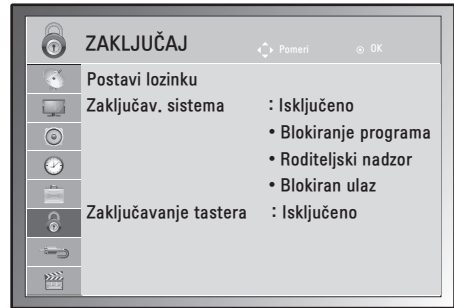 ZAKLJUČAJ
Pomeri OK
Postavi lozinku
Zaključav. sistema : Isključeno
• Blokiranje programa
• Roditeljski nadzor
• Blokiran ulaz
Zaključavanje tastera : Isključeno